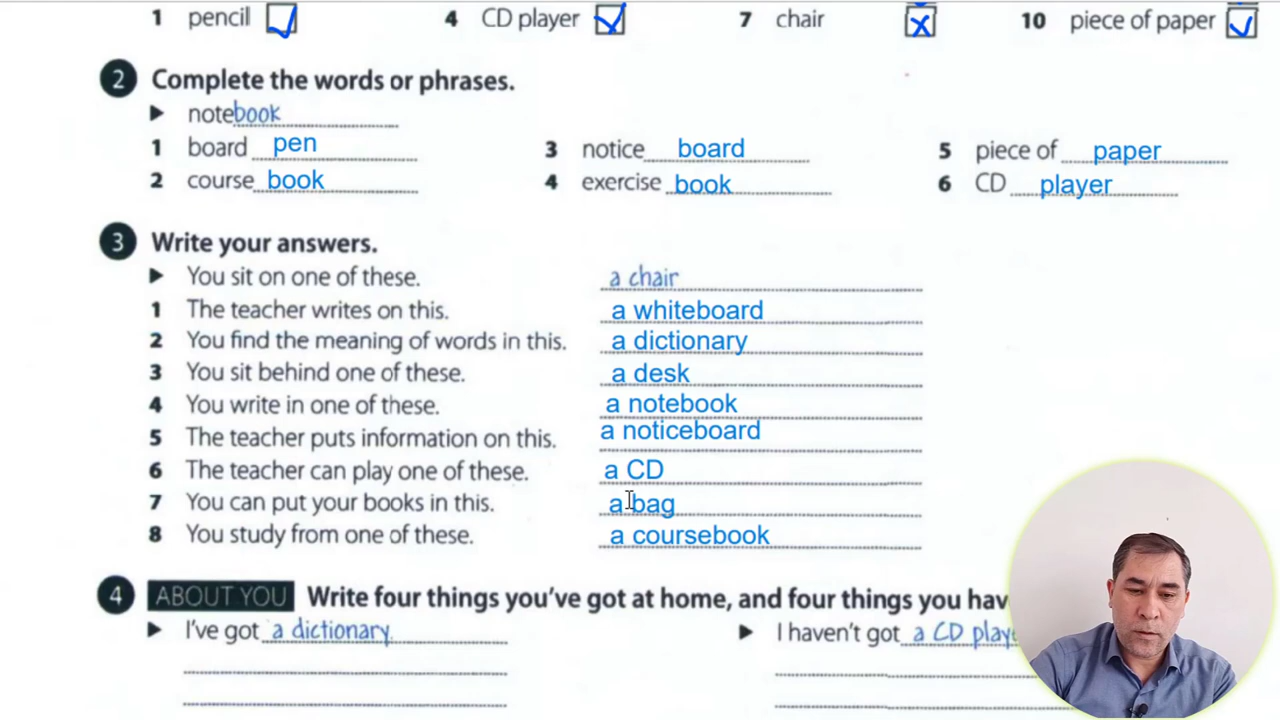 1 pencil 4 CD player 7 chair 10 piece of paper
2 Complete the words or phrases.
notebook
1 board pen 3 notice board 5 piece of paper
2 course book 4 exercise book 6 CD player
3 Write your answers.
You sit on one of these. a chair
1 The teacher writes on this. a whiteboard
2 You find the meaning of words in this. a dictionary
3 You sit behind one of these. a desk
4 You write in one of these. a notebook
5 The teacher puts information on this. a noticeboard
6 The teacher can play one of these. a CD
7 You can put your books in this. a bag
8 You study from one of these. a coursebook
4 ABOUT YOU Write four things you've got at home, and four things you
I've got a dictionary. I haven't got a CD